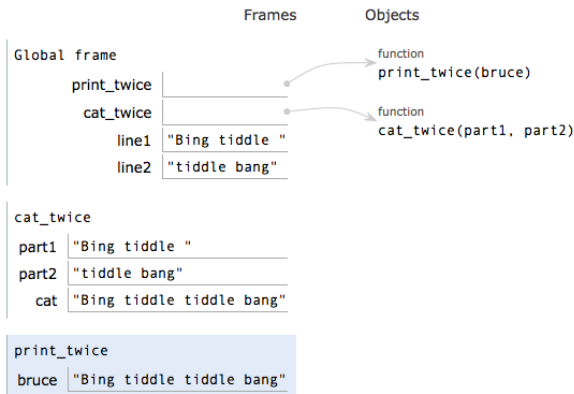 Frames Objects
Global frame
function
print_twice print_twice(bruce)
cat_twice function
cat_twice(part1, part2)
line1 "Bing tiddle "
line2 "tiddle bang"
cat_twice
part1 "Bing tiddle "
part2 "tiddle bang"
cat "Bing tiddle tiddle bang"
print_twice
bruce "Bing tiddle tiddle bang"